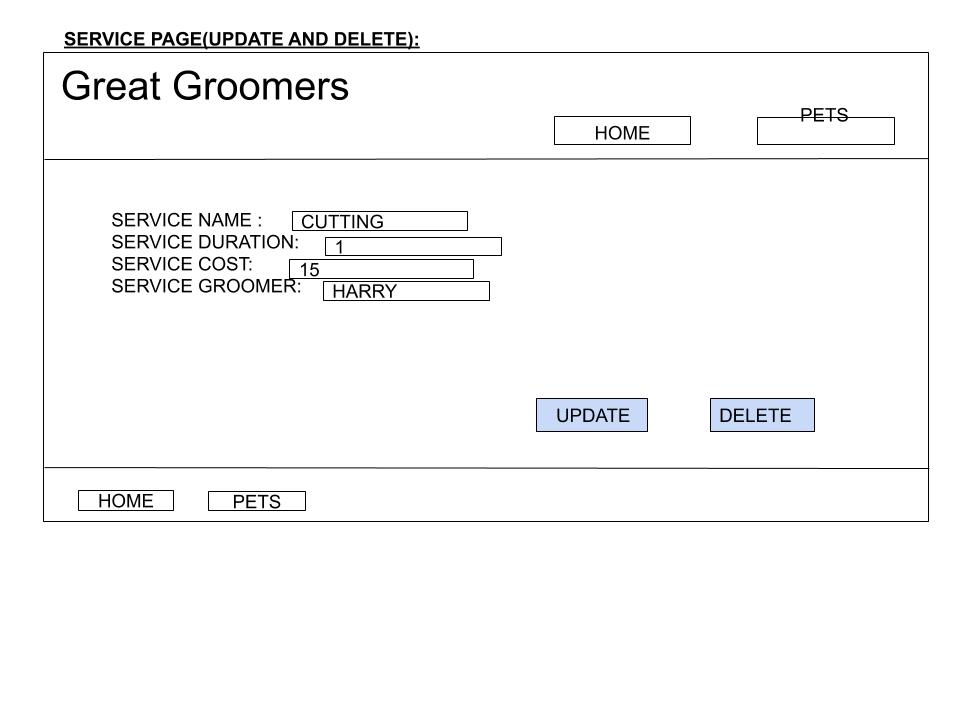 SERVICE PAGE(UPDATE AND DELETE):
Great Groomers
HOME PETS
SERVICE NAME : CUTTING
SERVICE DURATION: 1
SERVICE COST: 15
SERVICE GROOMER: HARRY
UPDATE DELETE
HOME PETS